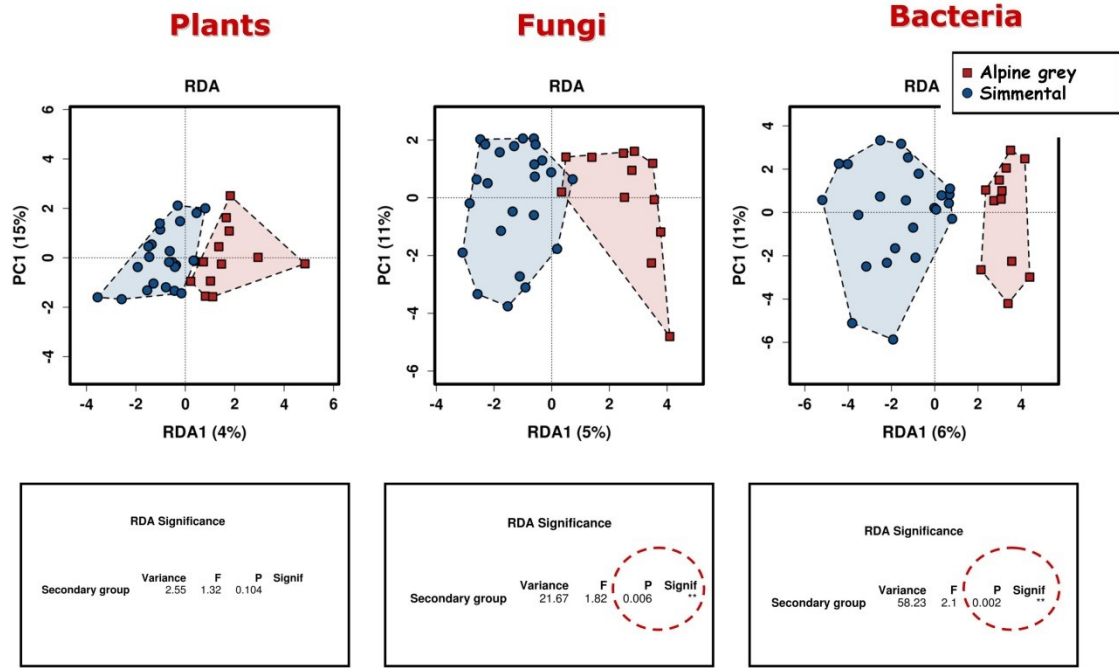 Plants
Fungi
Bacteria
Alpine grey
Simmental
RDA
6
4
2
0
-2
-4
PC1 (15%)
-4 -2 0 2 4 6
RDA1 (4%)
RDA
2
0
-2
-4
-6
PC1 (11%)
-4 -2 0 2 4
RDA1 (5%)
RDA
4
2
0
-2
-4
-6
PC1 (11%)
-6 -4 -2 0 2 4
RDA1 (6%)
RDA Significance
Variance F P Signif
Secondary group 2.55 1.32 0.104
RDA Significance
Variance F P Signif
Secondary group 21.67 1.82 0.006 **
RDA Significance
Variance F P Signif
Secondary group 58.23 2.1 0.002 **